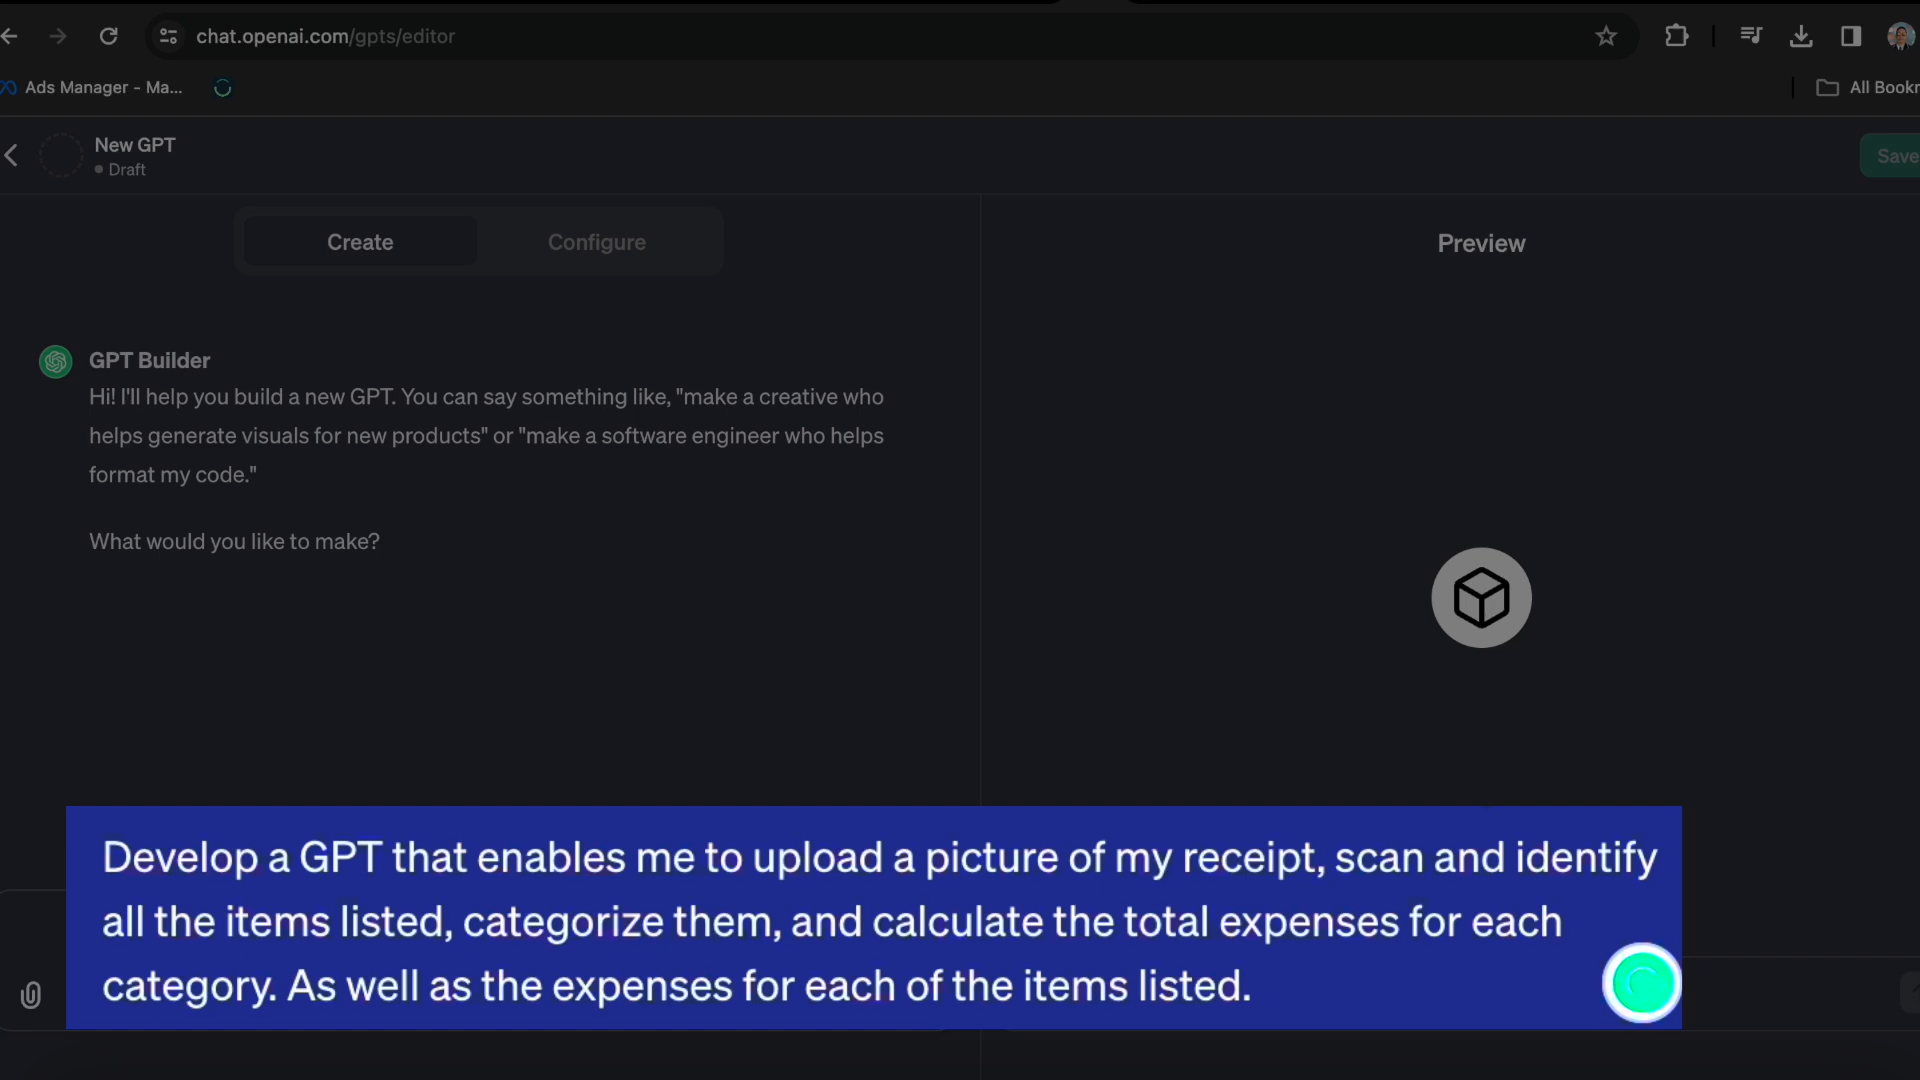 chat.openai.com/gpts/editor
Ads Manager - Ma...
All Bookr
New GPT
Draft
Save
Create
Configure
Preview
GPT Builder
Hi! I'll help you build a new GPT. You can say something like, "make a creative who
helps generate visuals for new products" or "make a software engineer who helps
format my code."
What would you like to make?
Develop a GPT that enables me to upload a picture of my receipt, scan and identify
all the items listed, categorize them, and calculate the total expenses for each
category. As well as the expenses for each of the items listed.